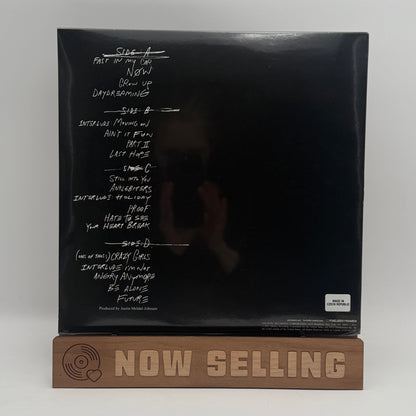 SIDE A
FAST IN MY CAR
NØW
GROW UP
DAYDREAMING
SIDE B
INTERLUDE MOVING ON
AIN'T IT FUN
PART II
LAST HOPE
SIDE C
STILL INTO YOU
ANKLEBITERS
INTERLUDE: HOLIDAY
PROOF
HATE TO SEE
YOUR HEART BREAK
SIDE D
(ONE OF THOSE) CRAZY GIRLS
INTERLUDE: I'M NOT
ANGRY ANYMORE
BE ALONE
FUTURE
Produced by Justin Meldal-Johnsen
MADE IN
CZECH REPUBLIC
NOW SELLING